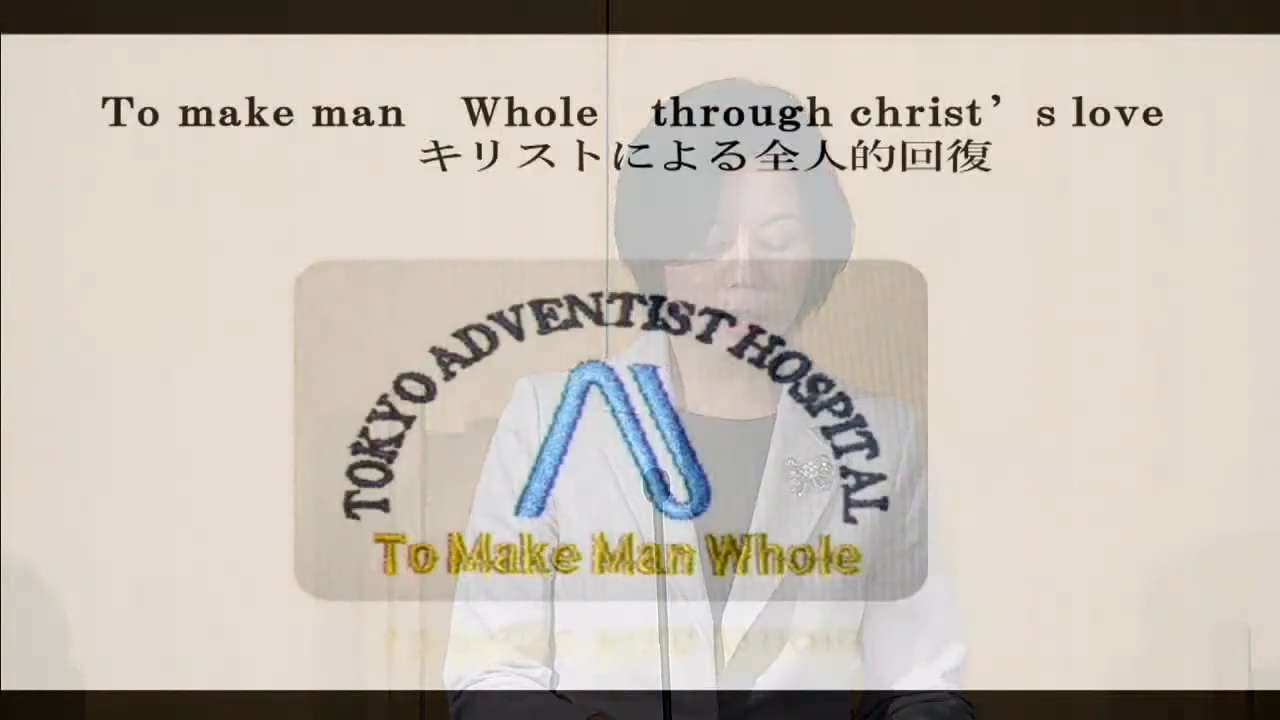 To make man Whole through christ’s love
キリストによる全人的回復
TOKYO ADVENTIST HOSPITAL
To Make Man Whole